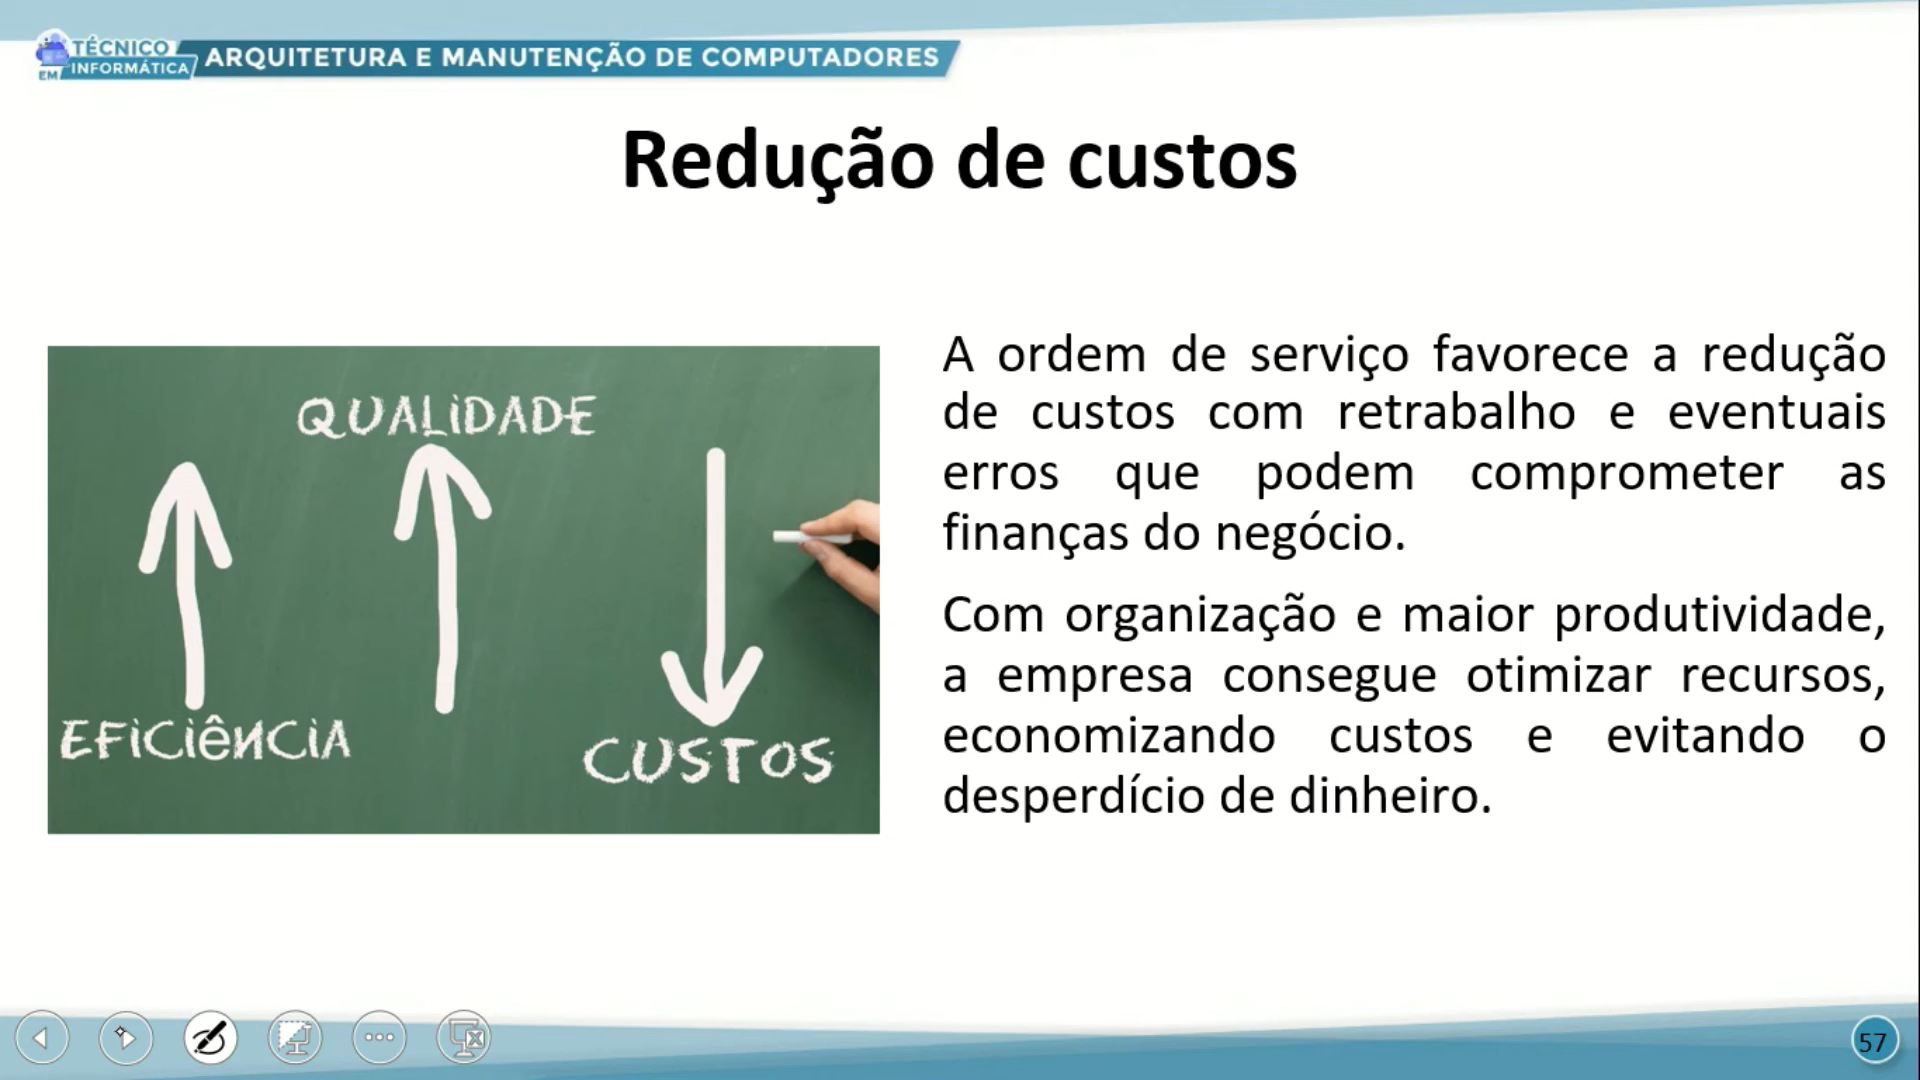 TÉCNICO
EM INFORMÁTICA
ARQUITETURA E MANUTENÇÃO DE COMPUTADORES
Redução de custos
QUALIDADE
EFICIÊNCIA
CUSTOS
A ordem de serviço favorece a redução
de custos com retrabalho e eventuais
erros que podem comprometer as
finanças do negócio.
Com organização e maior produtividade,
a empresa consegue otimizar recursos,
economizando custos e evitando o
desperdício de dinheiro.
57